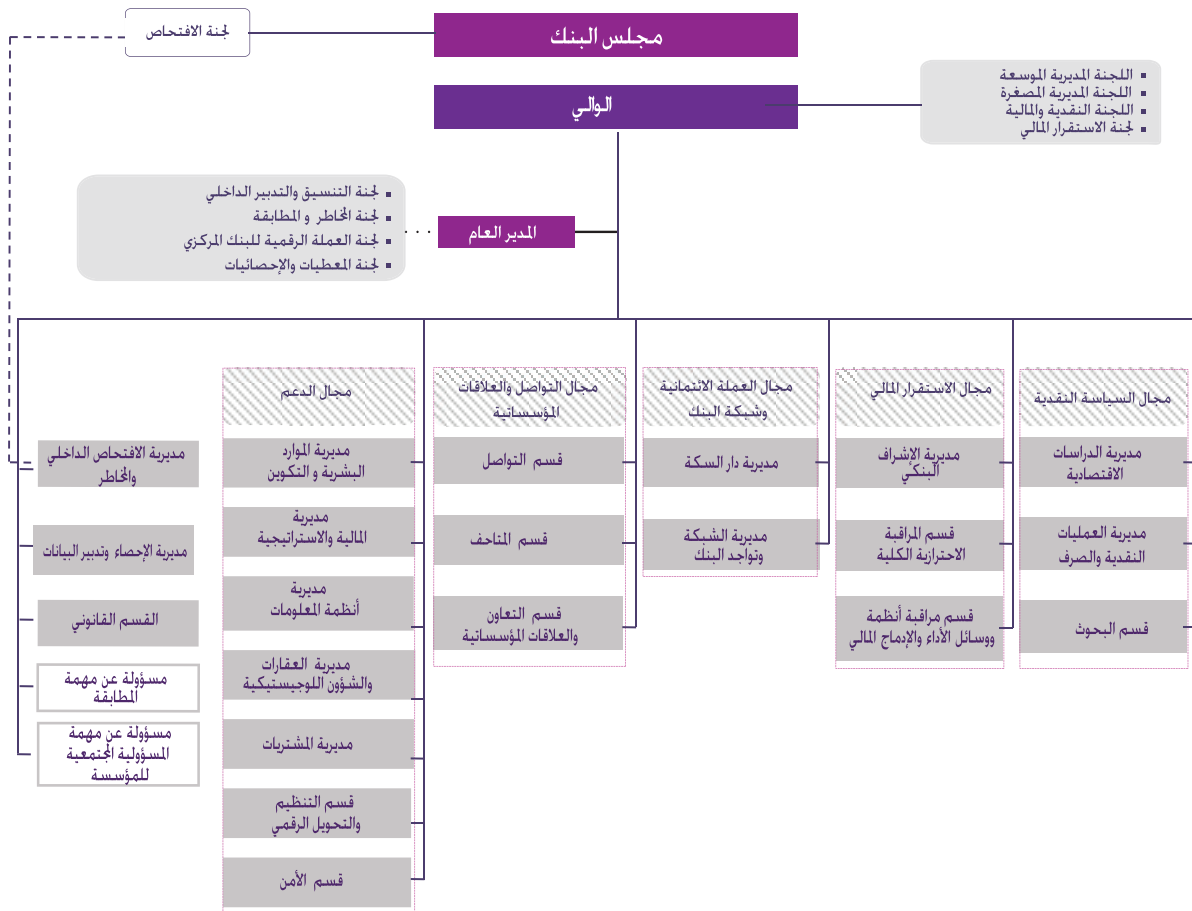 مجلس البنك
لجنة الافتحاص
الوالي
▪ اللجنة المديرية الموسعة
▪ اللجنة المديرية المصغرة
▪ اللجنة النقدية والمالية
▪ لجنة الاستقرار المالي
المدير العام
▪ لجنة التنسيق والتدبير الداخلي
▪ لجنة المخاطر و المطابقة
▪ لجنة العملة الرقمية للبنك المركزي
▪ لجنة المعطيات والإحصائيات
مجال السياسة النقدية
مديرية الدراسات
الاقتصادية
مديرية العمليات
النقدية والصرف
قسم البحوث
مجال الاستقرار المالي
مديرية الإشراف
البنكي
قسم المراقبة
الاحترازية الكلية
قسم مراقبة أنظمة
ووسائل الأداء والإدماج المالي
مجال العملة الائتمانية
وشبكة البنك
مديرية دار السكة
مديرية الشبكة
وتواجد البنك
مجال التواصل والعلاقات
المؤسساتية
قسم التواصل
قسم المتاحف
قسم التعاون
والعلاقات المؤسساتية
مجال الدعم
مديرية الموارد
البشرية و التكوين
مديرية
المالية والاستراتيجية
مديرية
أنظمة المعلومات
مديرية العقارات
والشؤون اللوجيستيكية
مديرية المشتريات
قسم التنظيم
والتحويل الرقمي
قسم الأمن
مديرية الافتحاص الداخلي
والمخاطر
مديرية الإحصاء وتدبير البيانات
القسم القانوني
مسؤولة عن مهمة
المطابقة
مسؤولة عن مهمة
المسؤولية المجتمعية
للمؤسسة